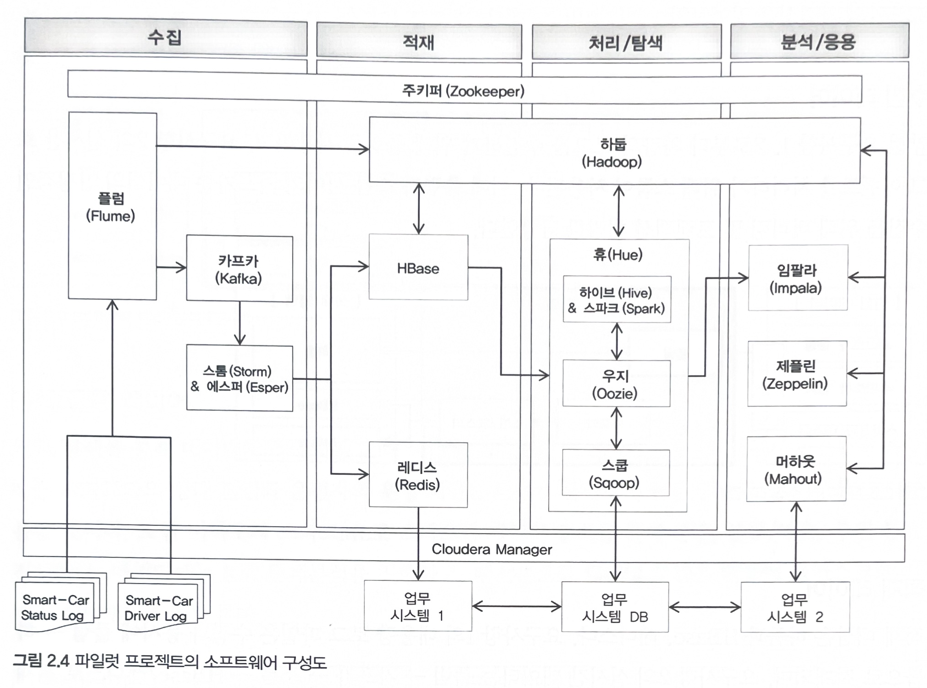 수집
적재
처리/탐색
분석/응용
주키퍼(Zookeeper)
하둡
(Hadoop)
플럼
(Flume)
카프카
(Kafka)
HBase
휴(Hue)
하이브(Hive)
& 스파크(Spark)
임팔라
(Impala)
스톰(Storm)
& 에스퍼(Esper)
우지
(Oozie)
제플린
(Zeppelin)
레디스
(Redis)
스쿱
(Sqoop)
머하웃
(Mahout)
Cloudera Manager
Smart-Car
Status Log
Smart-Car
Driver Log
업무
시스템 1
업무
시스템 DB
업무
시스템 2
그림 2.4 파일럿 프로젝트의 소프트웨어 구성도